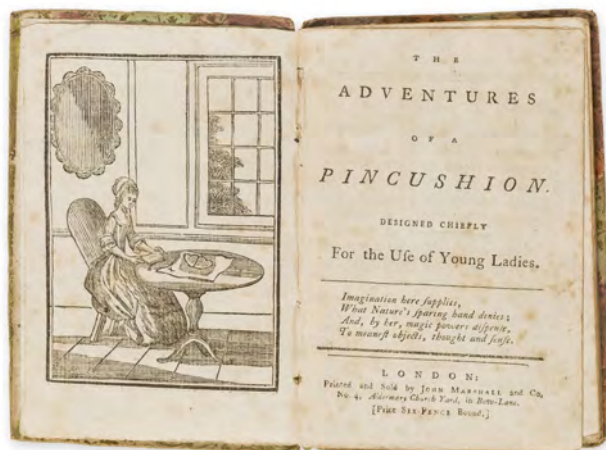 THE
ADVENTURES
OF A
PINCUSHION.
DESIGNED CHIEFLY
For the Uſe of Young Ladies.
Imagination here ſupplies,
What Nature's ſparing hand denies;
And, by her, magic powers diſpenſe,
To meaneſt objects, thought and ſenſe.
LONDON:
Printed and Sold by JOHN MARSHALL and Co.
No. 4, Aldermary Church Yard, in Bow-Lane.
[Price SIX-PENCE Bound.]